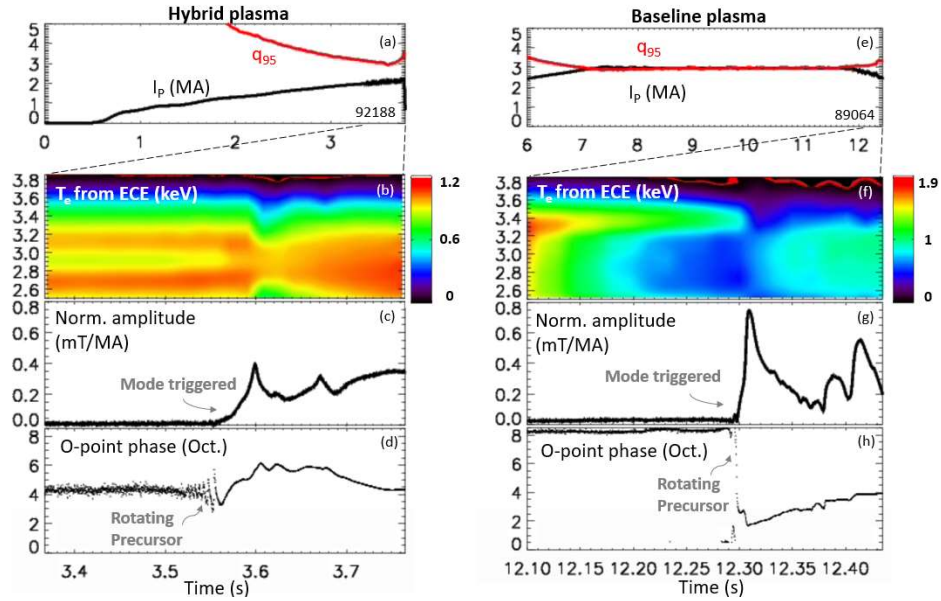 Hybrid plasma
Baseline plasma
5
4
3
2
1
0
(a)
q95
IP (MA)
92188
0
1
2
3
5
4
3
2
1
0
(e)
q95
IP (MA)
89064
6
7
8
9
10
11
12
3.8
3.6
3.4
3.2
3.0
2.8
2.6
Te from ECE (keV)
(b)
1.2
0.6
0
3.8
3.6
3.4
3.2
3.0
2.8
2.6
Te from ECE (keV)
(f)
1.9
1
0
0.8
0.6
0.4
0.2
0.0
Norm. amplitude
(mT/MA)
(c)
Mode triggered
0.8
0.6
0.4
0.2
0.0
Norm. amplitude
(mT/MA)
(g)
Mode triggered
8
6
4
2
0
O-point phase (Oct.)
(d)
Rotating
Precursor
3.4
3.5
3.6
3.7
Time (s)
8
6
4
2
0
O-point phase (Oct.)
(h)
Rotating
Precursor
12.10
12.20
12.20
12.30
12.40
12.40
Time (s)